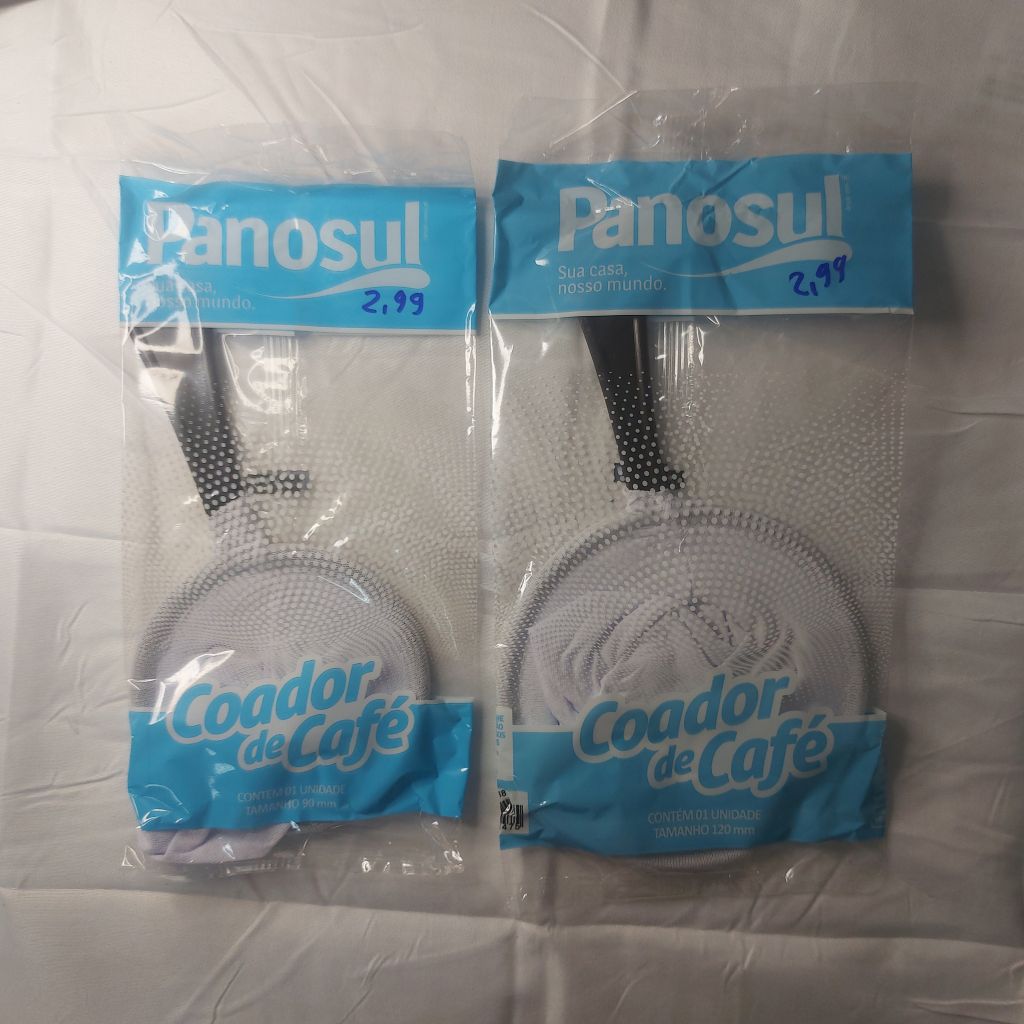 Panosul
Sua casa,
nosso mundo.
2,99
Coador
de Café
CONTÉM 01 UNIDADE
TAMANHO 90 mm
Panosul
Sua casa,
nosso mundo.
2,99
Coador
de Café
CONTÉM 01 UNIDADE
TAMANHO 120 mm